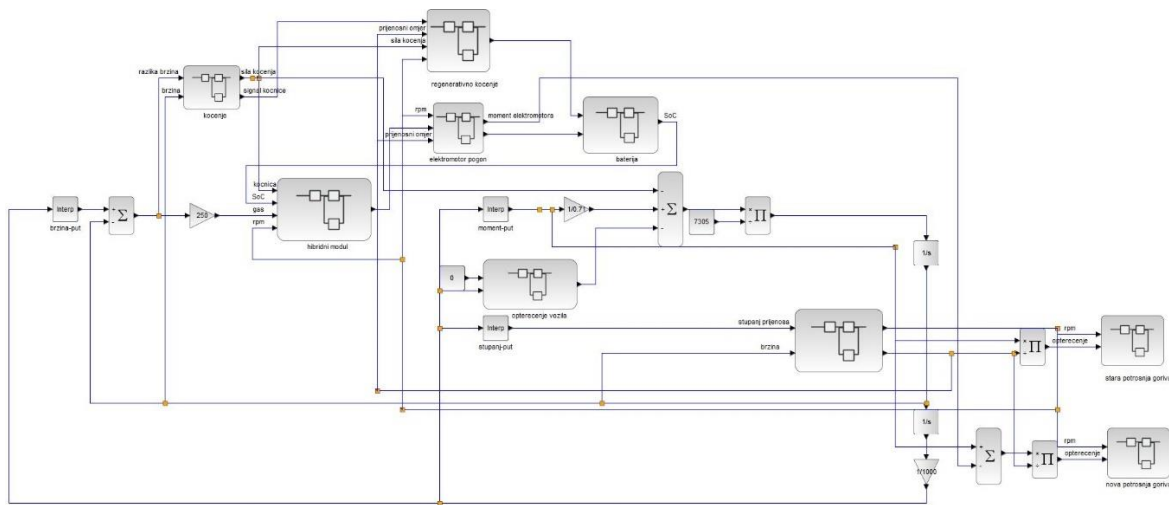 prijenosni omjer
sila kocenja
regenerativno kocenje
razlika brzina
sila kocenja
brzina
signal kocnice
kocenje
rpm
moment elektromotora
prijenosni omjer
elektromotor pogon
SoC
baterija
kocnica
SoC
gas
rpm
hibridni modul
Interp
brzina-put
Σ
250
Interp
moment-put
1/0.71
Σ
7305
Π
1/s
0
opterecenje vozila
Interp
stupanj-put
stupanj prijenosa
brzina
Π
rpm
opterecenje
stara potrosnja goriva
1/s
Σ
Π
rpm
opterecenje
nova potrosnja goriva
1/1000